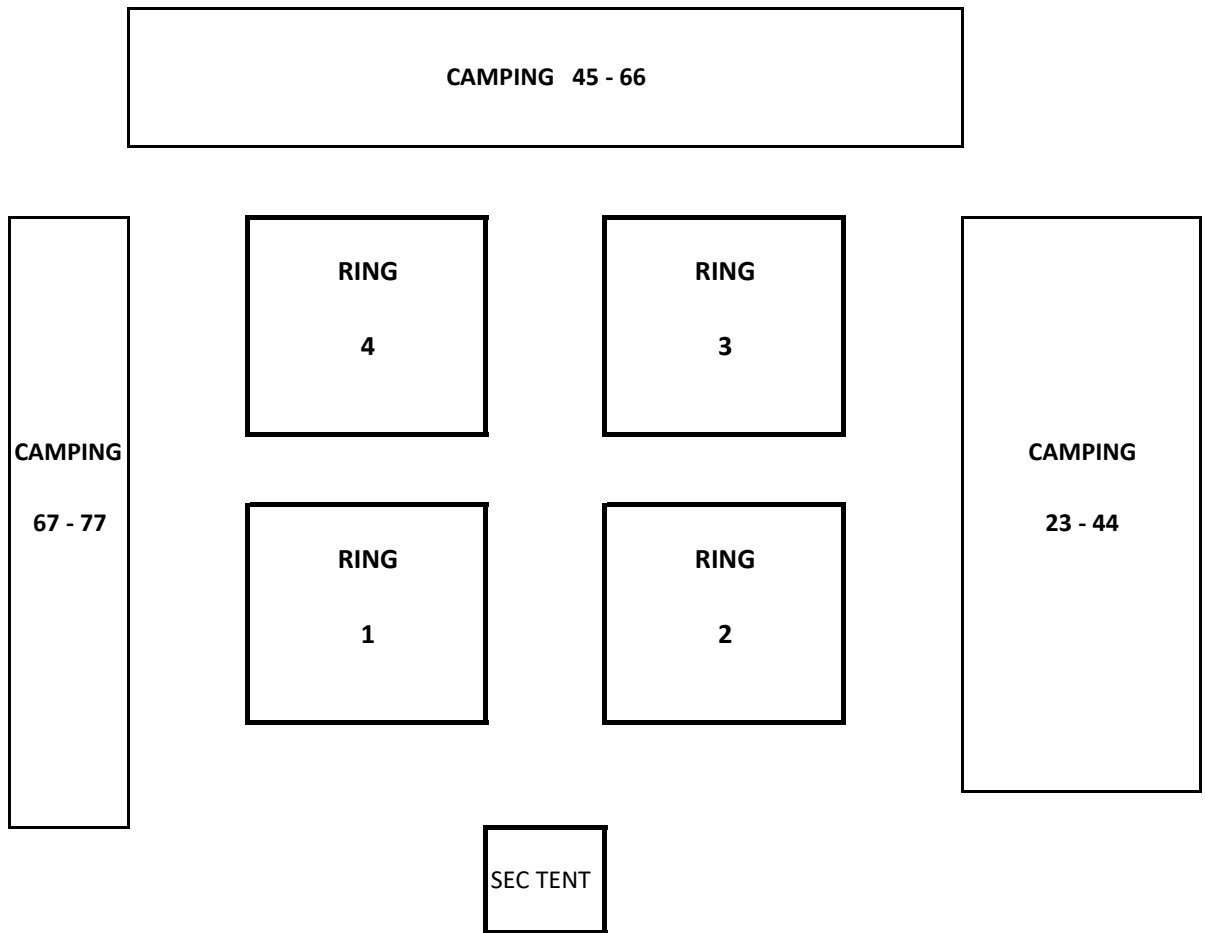 CAMPING 45 - 66
RING
4
RING
3
CAMPING
67 - 77
CAMPING
23 - 44
RING
1
RING
2
SEC TENT